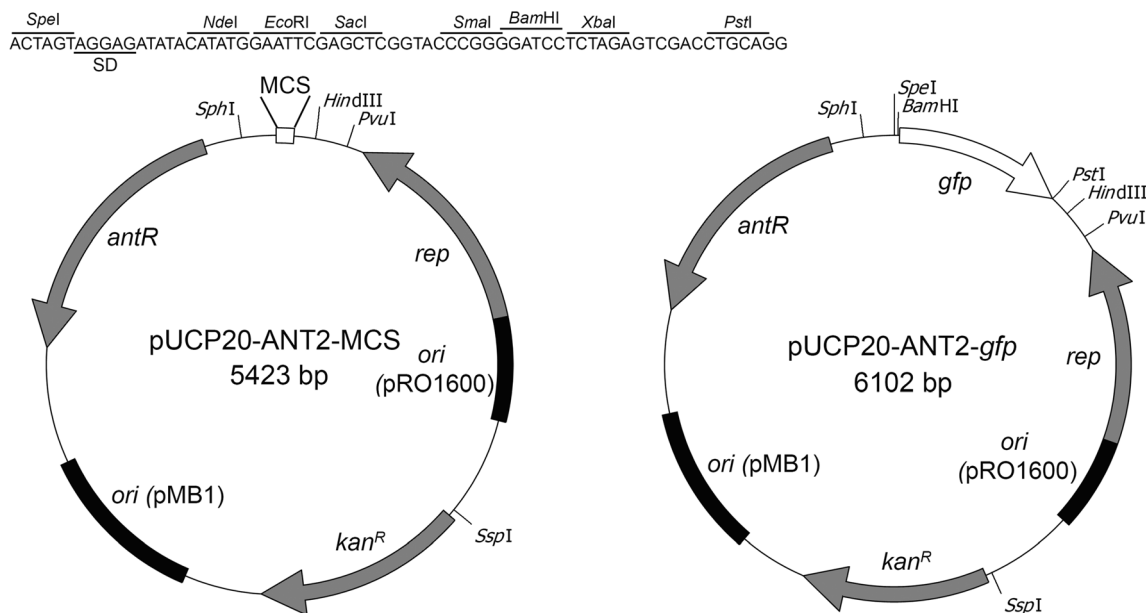 SpeI NdeI EcoRI SacI SmaI BamHI XbaI PstI
ACTAGTAGGAGATATACATATGGAATTCGAGCTCGGTACCCGGGGATCCTCTAGAGTCGACCTGCAGG
SD
MCS
SphI
HindIII
PvuI
antR
rep
pUCP20-ANT2-MCS
5423 bp
ori
(pRO1600)
ori (pMB1)
kanR
SspI
SphI
SpeI
BamHI
gfp
PstI
HindIII
PvuI
antR
rep
pUCP20-ANT2-gfp
6102 bp
ori
(pRO1600)
ori (pMB1)
kanR
SspI